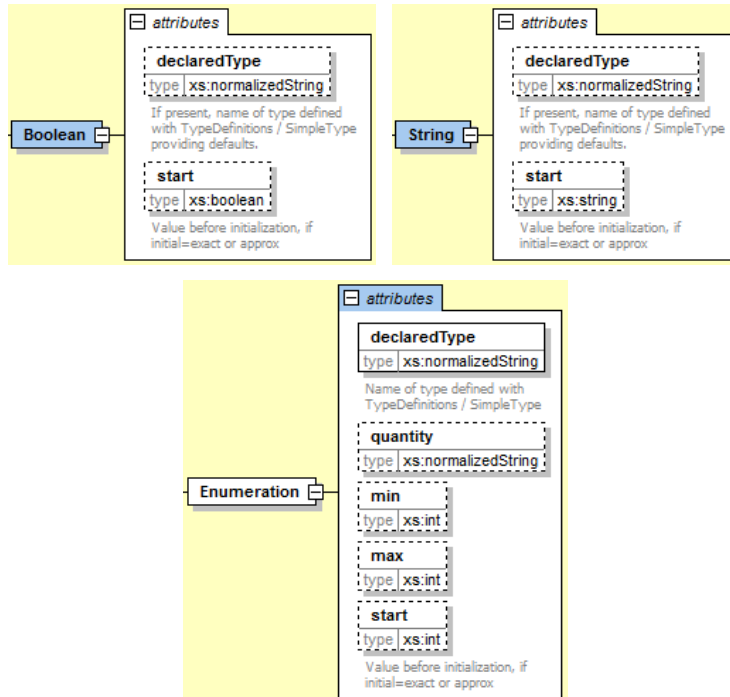 attributes
declaredType
type xs:normalizedString
If present, name of type defined
with TypeDefinitions / SimpleType
providing defaults.
Boolean
start
type xs:boolean
Value before initialization, if
initial=exact or approx
attributes
declaredType
type xs:normalizedString
If present, name of type defined
with TypeDefinitions / SimpleType
providing defaults.
String
start
type xs:string
Value before initialization, if
initial=exact or approx
attributes
declaredType
type xs:normalizedString
Name of type defined with
TypeDefinitions / SimpleType
quantity
type xs:normalizedString
Enumeration
min
type xs:int
max
type xs:int
start
type xs:int
Value before initialization, if
initial=exact or approx